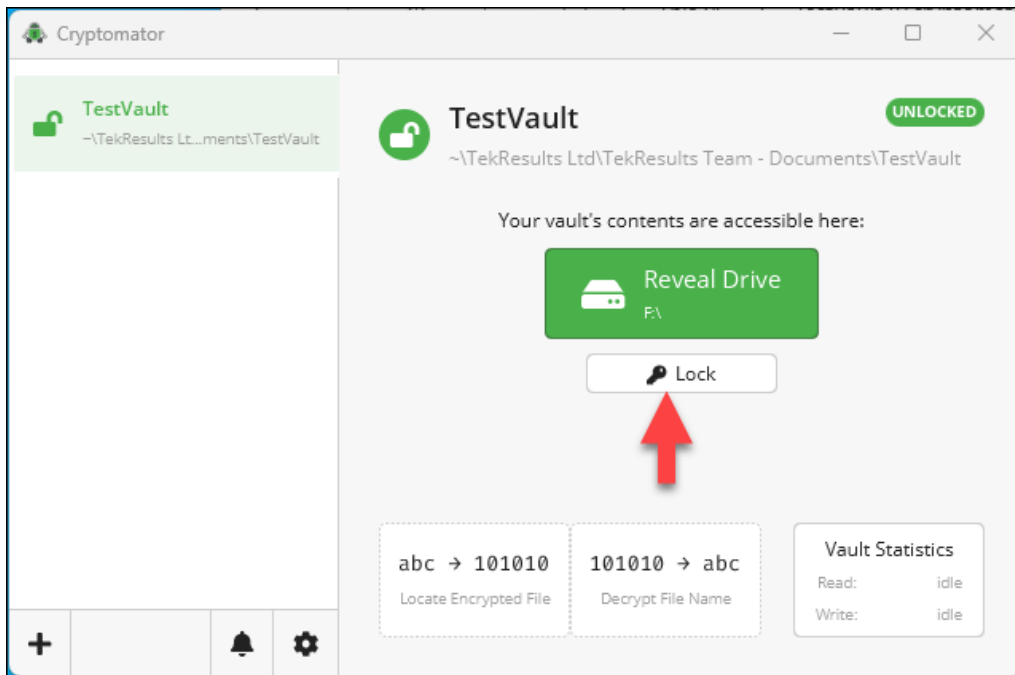 Cryptomator
TestVault
~\TekResults Lt...ments\TestVault
TestVault
UNLOCKED
~\TekResults Ltd\TekResults Team - Documents\TestVault
Your vault's contents are accessible here:
Reveal Drive
F:\
Lock
abc → 101010
Locate Encrypted File
101010 → abc
Decrypt File Name
Vault Statistics
Read: idle
Write: idle